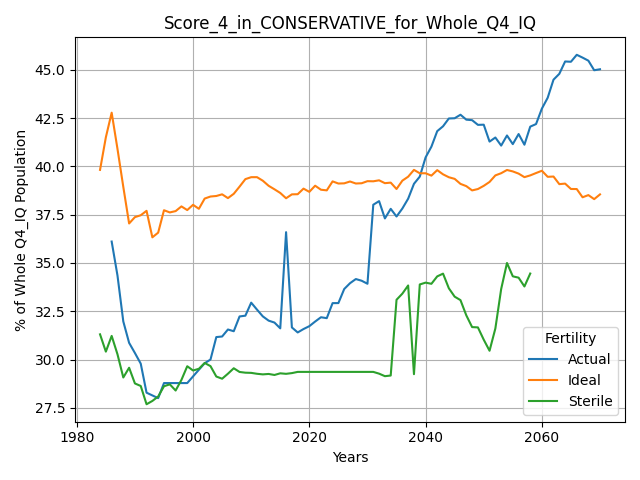 Score_4_in_CONSERVATIVE_for_Whole_Q4_IQ
% of Whole Q4_IQ Population
45.0
42.5
40.0
37.5
35.0
32.5
30.0
27.5
1980
2000
2020
2040
2060
Years
Fertility
Actual
Ideal
Sterile